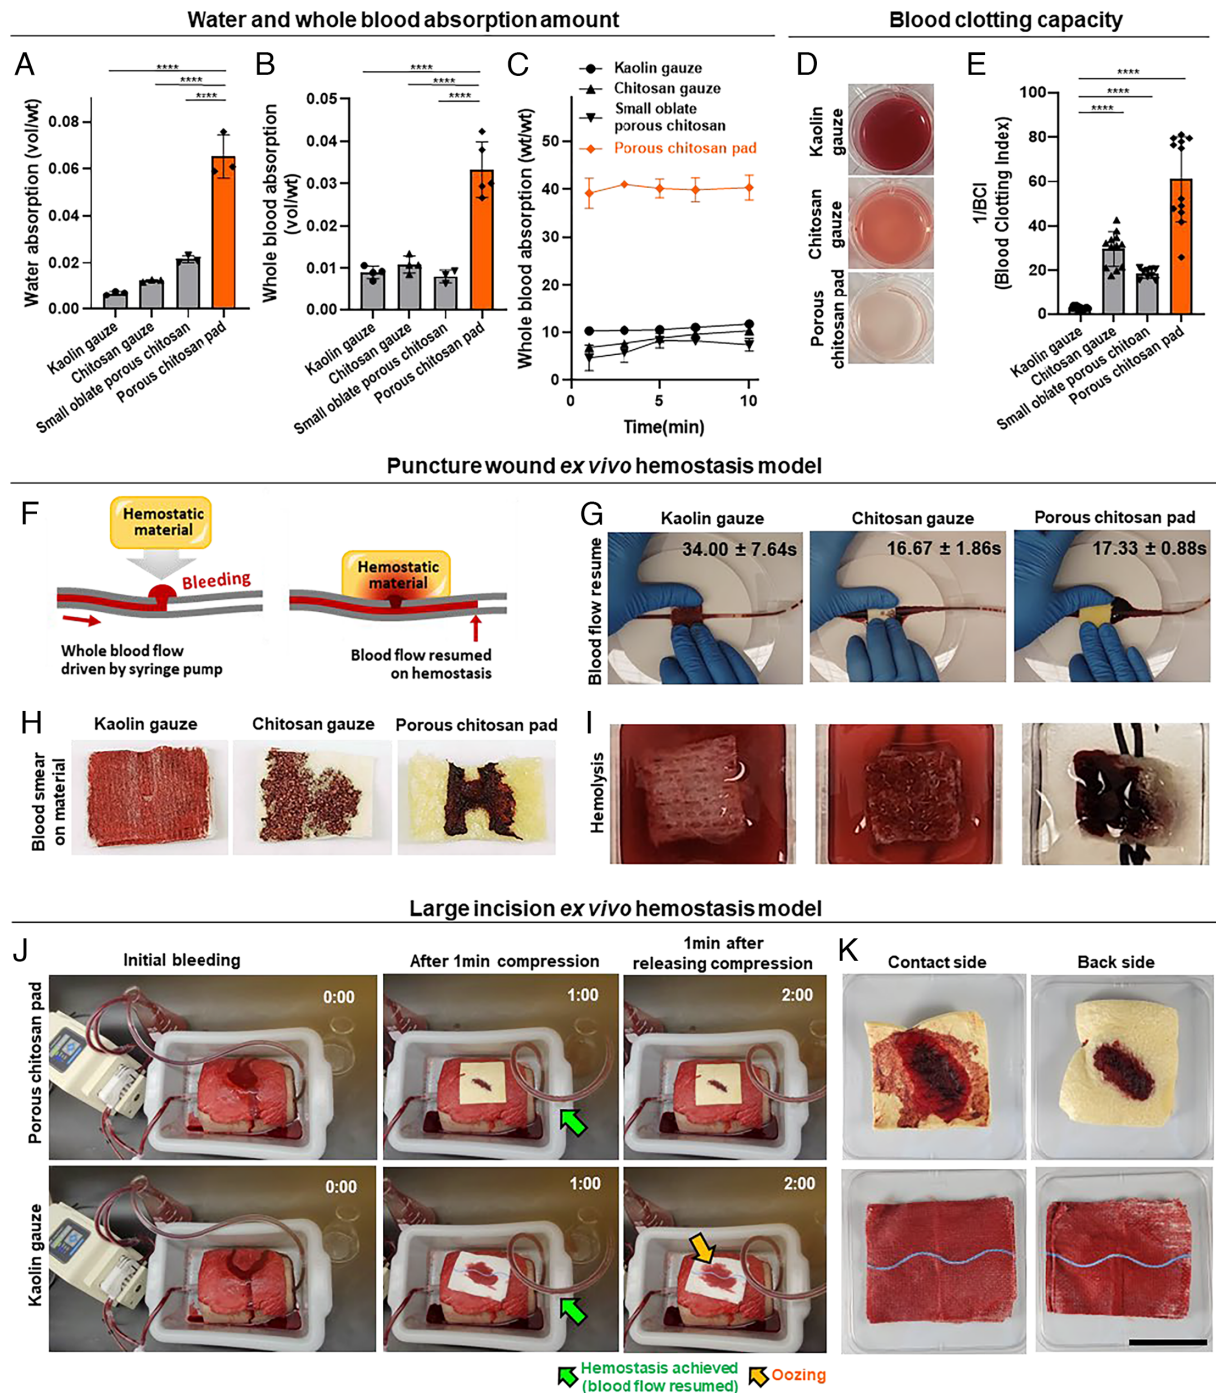 Water and whole blood absorption amount
Blood clotting capacity
A
Water absorption (vol/wt)
0.08
0.06
0.04
0.02
0.00
****
****
****
Kaolin gauze
Chitosan gauze
Small oblate porous chitosan
Porous chitosan pad
B
Whole blood absorption
(vol/wt)
0.05
0.04
0.03
0.02
0.01
0.00
****
****
****
Kaolin gauze
Chitosan gauze
Small oblate porous chitosan
Porous chitosan pad
C
Kaolin gauze
Chitosan gauze
Small oblate
porous chitosan
Porous chitosan pad
Whole blood absorption (wt/wt)
50
40
30
20
10
0
0
5
10
Time(min)
D
Kaolin
gauze
Chitosan
gauze
Porous
chitosan pad
E
1/BCI
(Blood Clotting Index)
100
80
60
40
20
0
****
****
****
Kaolin gauze
Chitosan gauze
Small oblate porous chitoan
Porous chitosan pad
Puncture wound ex vivo hemostasis model
F
Hemostatic
material
Bleeding
Whole blood flow
driven by syringe pump
Hemostatic
material
Blood flow resumed
on hemostasis
G
Kaolin gauze
Chitosan gauze
Porous chitosan pad
Blood flow resume
34.00 ± 7.64s
16.67 ± 1.86s
17.33 ± 0.88s
H
Kaolin gauze
Chitosan gauze
Porous chitosan pad
Blood smear
on material
I
Hemolysis
Large incision ex vivo hemostasis model
J
Initial bleeding
After 1min compression
1min after
releasing compression
Porous chitosan pad
0:00
1:00
2:00
Kaolin gauze
0:00
1:00
2:00
Hemostasis achieved
(blood flow resumed)
Oozing
K
Contact side
Back side